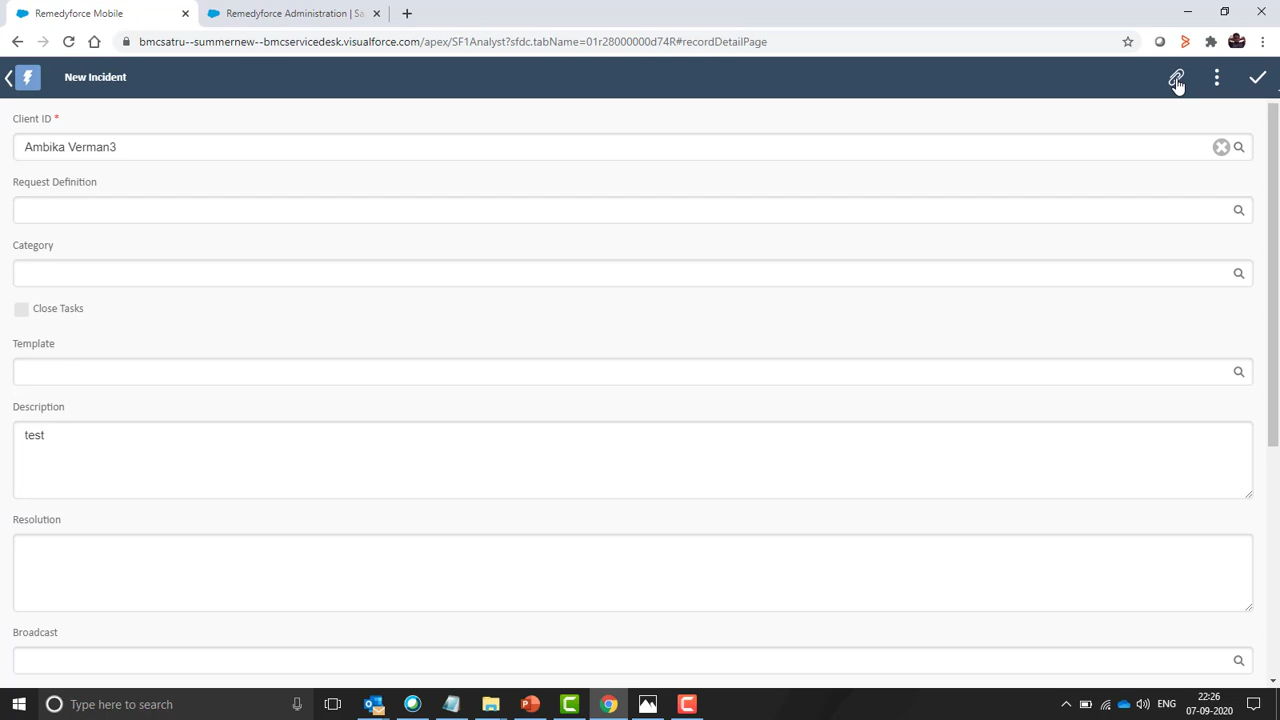 Remedyforce Mobile
Remedyforce Administration | Sa
bmcsatru--summernew--bmcservicedesk.visualforce.com/apex/SF1Analyst?sfdc.tabName=01r28000000d74R#recordDetailPage
New Incident
Client ID *
Ambika Verman3
Request Definition
Category
Close Tasks
Template
Description
test
Resolution
Broadcast
Type here to search
ENG
22:26
07-09-2020